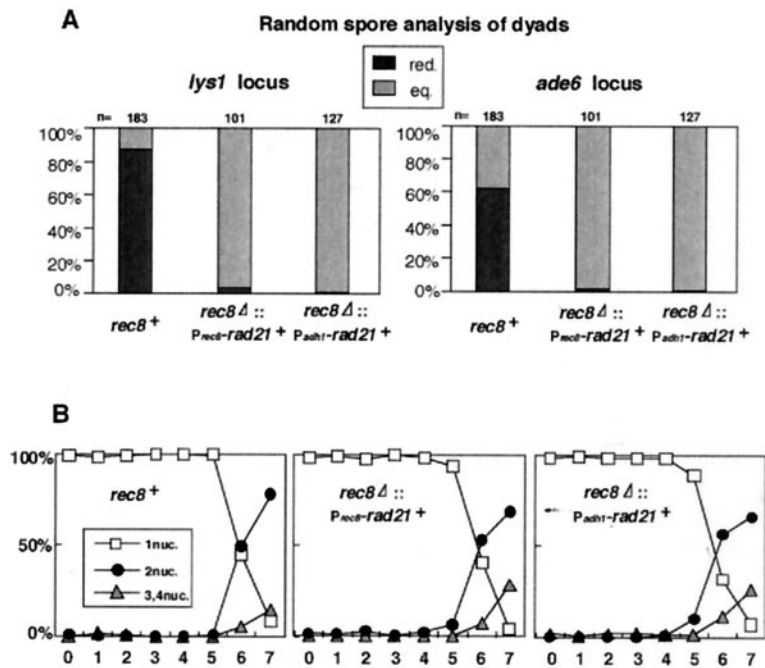 A
Random spore analysis of dyads
lys1 locus
red.
eq.
ade6 locus
n= 183 101 127
n= 183 101 127
100%
80%
60%
40%
20%
0%
100%
80%
60%
40%
20%
0%
rec8+
rec8Δ::
Prec8-rad21+
rec8Δ::
Padh1-rad21+
rec8+
rec8Δ::
Prec8-rad21+
rec8Δ::
Padh1-rad21+
B
100%
50%
0%
rec8+
1nuc.
2nuc.
3,4nuc.
rec8Δ::
Prec8-rad21+
rec8Δ::
Padh1-rad21+
0 1 2 3 4 5 6 7
0 1 2 3 4 5 6 7
0 1 2 3 4 5 6 7